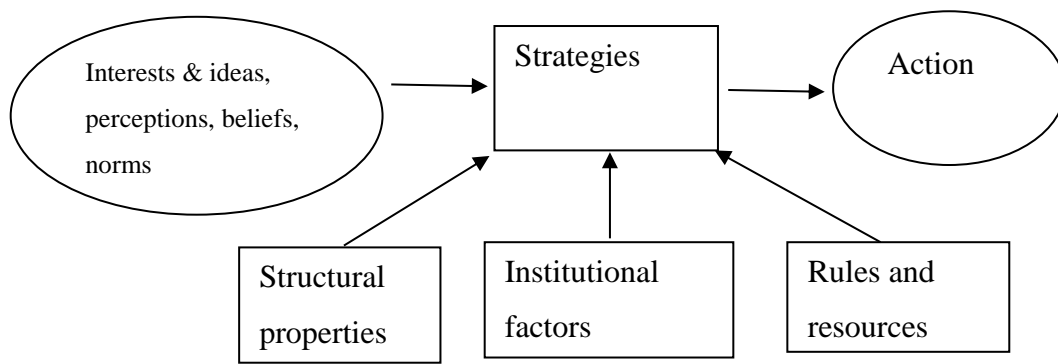 Interests & ideas,
perceptions, beliefs,
norms
Strategies
Action
Structural
properties
Institutional
factors
Rules and
resources